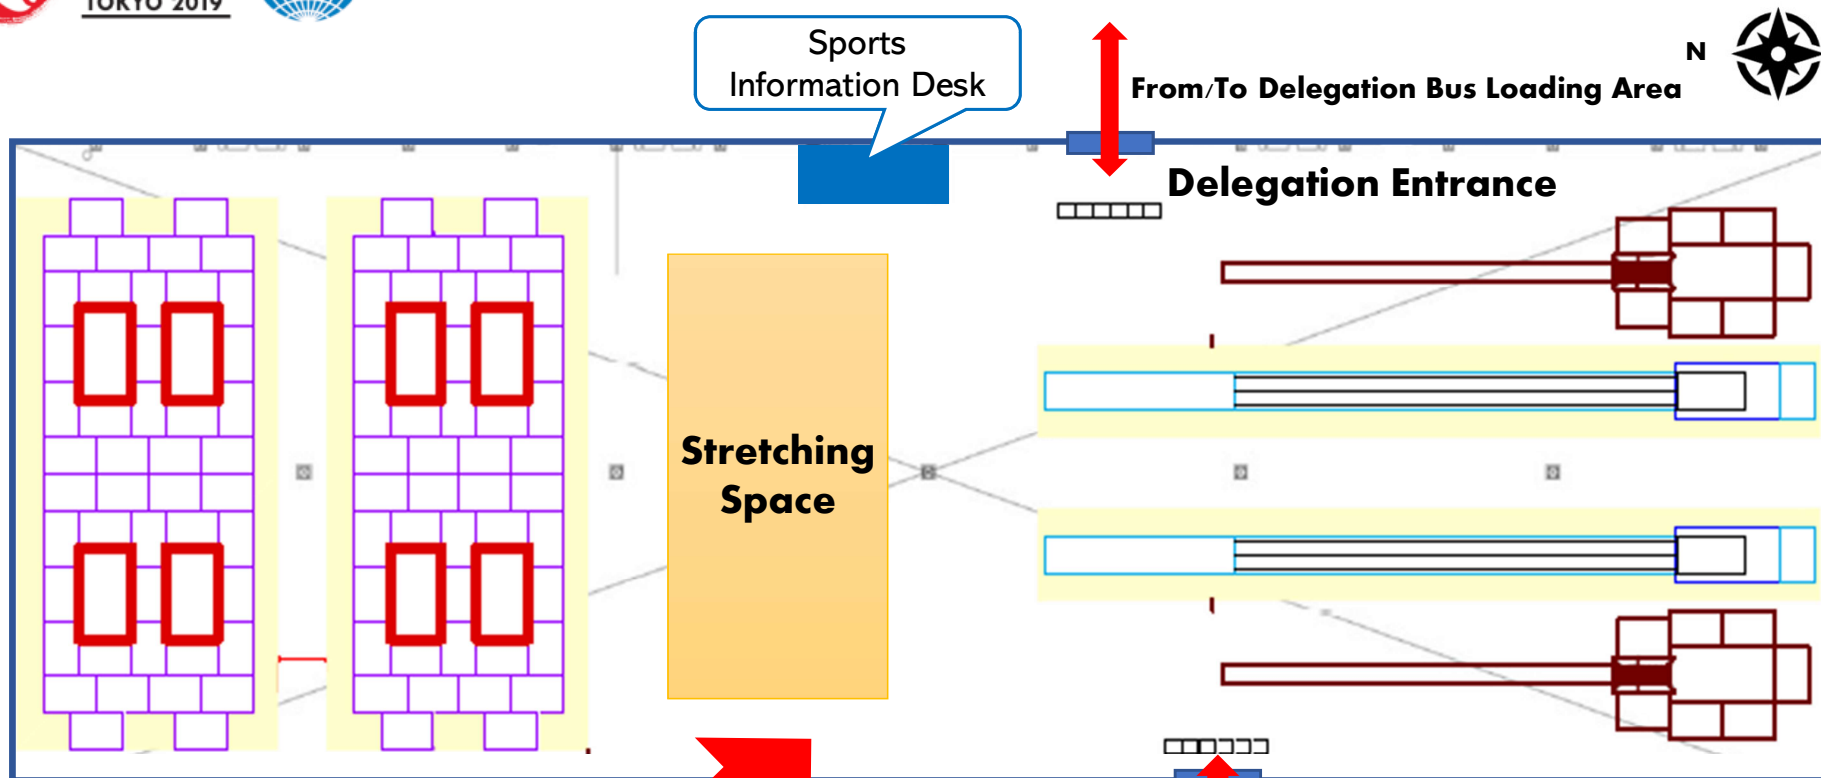 TOKYO 2019
Sports
Information Desk
N
From/To Delegation Bus Loading Area
Delegation Entrance
Stretching
Space